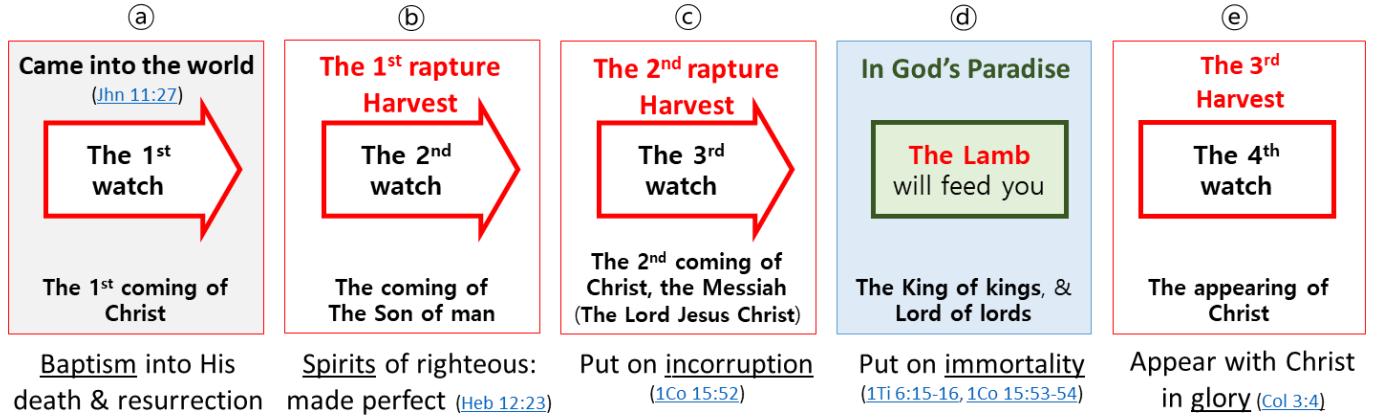 ⓐ
Came into the world
(Jhn 11:27)
The 1st
watch
The 1st coming of
Christ
Baptism into His
death & resurrection
ⓑ
The 1st rapture
Harvest
The 2nd
watch
The coming of
The Son of man
Spirits of righteous:
made perfect (Heb 12:23)
ⓒ
The 2nd rapture
Harvest
The 3rd
watch
The 2nd coming of
Christ, the Messiah
(The Lord Jesus Christ)
Put on incorruption
(1Co 15:52)
ⓓ
In God's Paradise
The Lamb
will feed you
The King of kings, &
Lord of lords
Put on immortality
(1Ti 6:15-16, 1Co 15:53-54)
ⓔ
The 3rd
Harvest
The 4th
watch
The appearing of
Christ
Appear with Christ
in glory (Col 3:4)